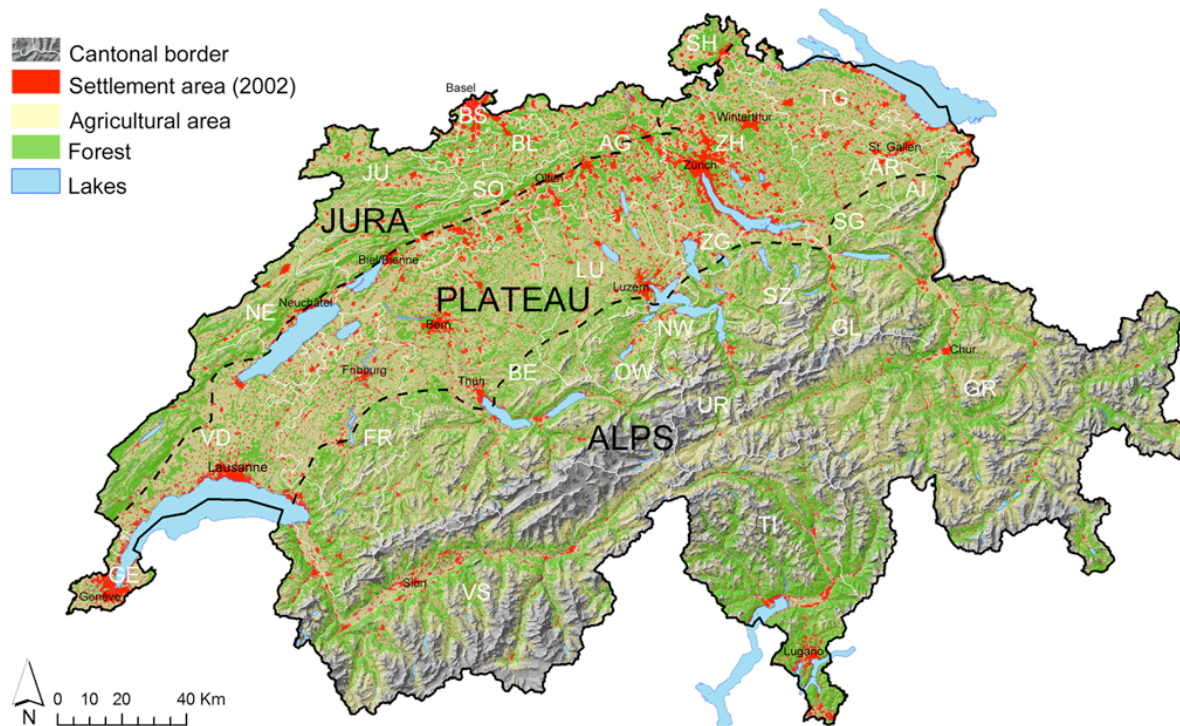 Cantonal border
Settlement area (2002)
Agricultural area
Forest
Lakes
SH
Basel
BS
TG
Winterthur
BL
AG
ZH
St. Gallen
Zürich
JU
AR
Olten
SO
AI
JURA
SG
Biel/Bienne
ZG
LU
Luzern
SZ
PLATEAU
Neuchâtel
NE
Bern
NW
GL
Chur
Fribourg
BE
OW
Thun
GR
UR
VD
FR
ALPS
Lausanne
TI
GE
Genève
Sion
VS
Lugano
N
0 10 20 40 Km